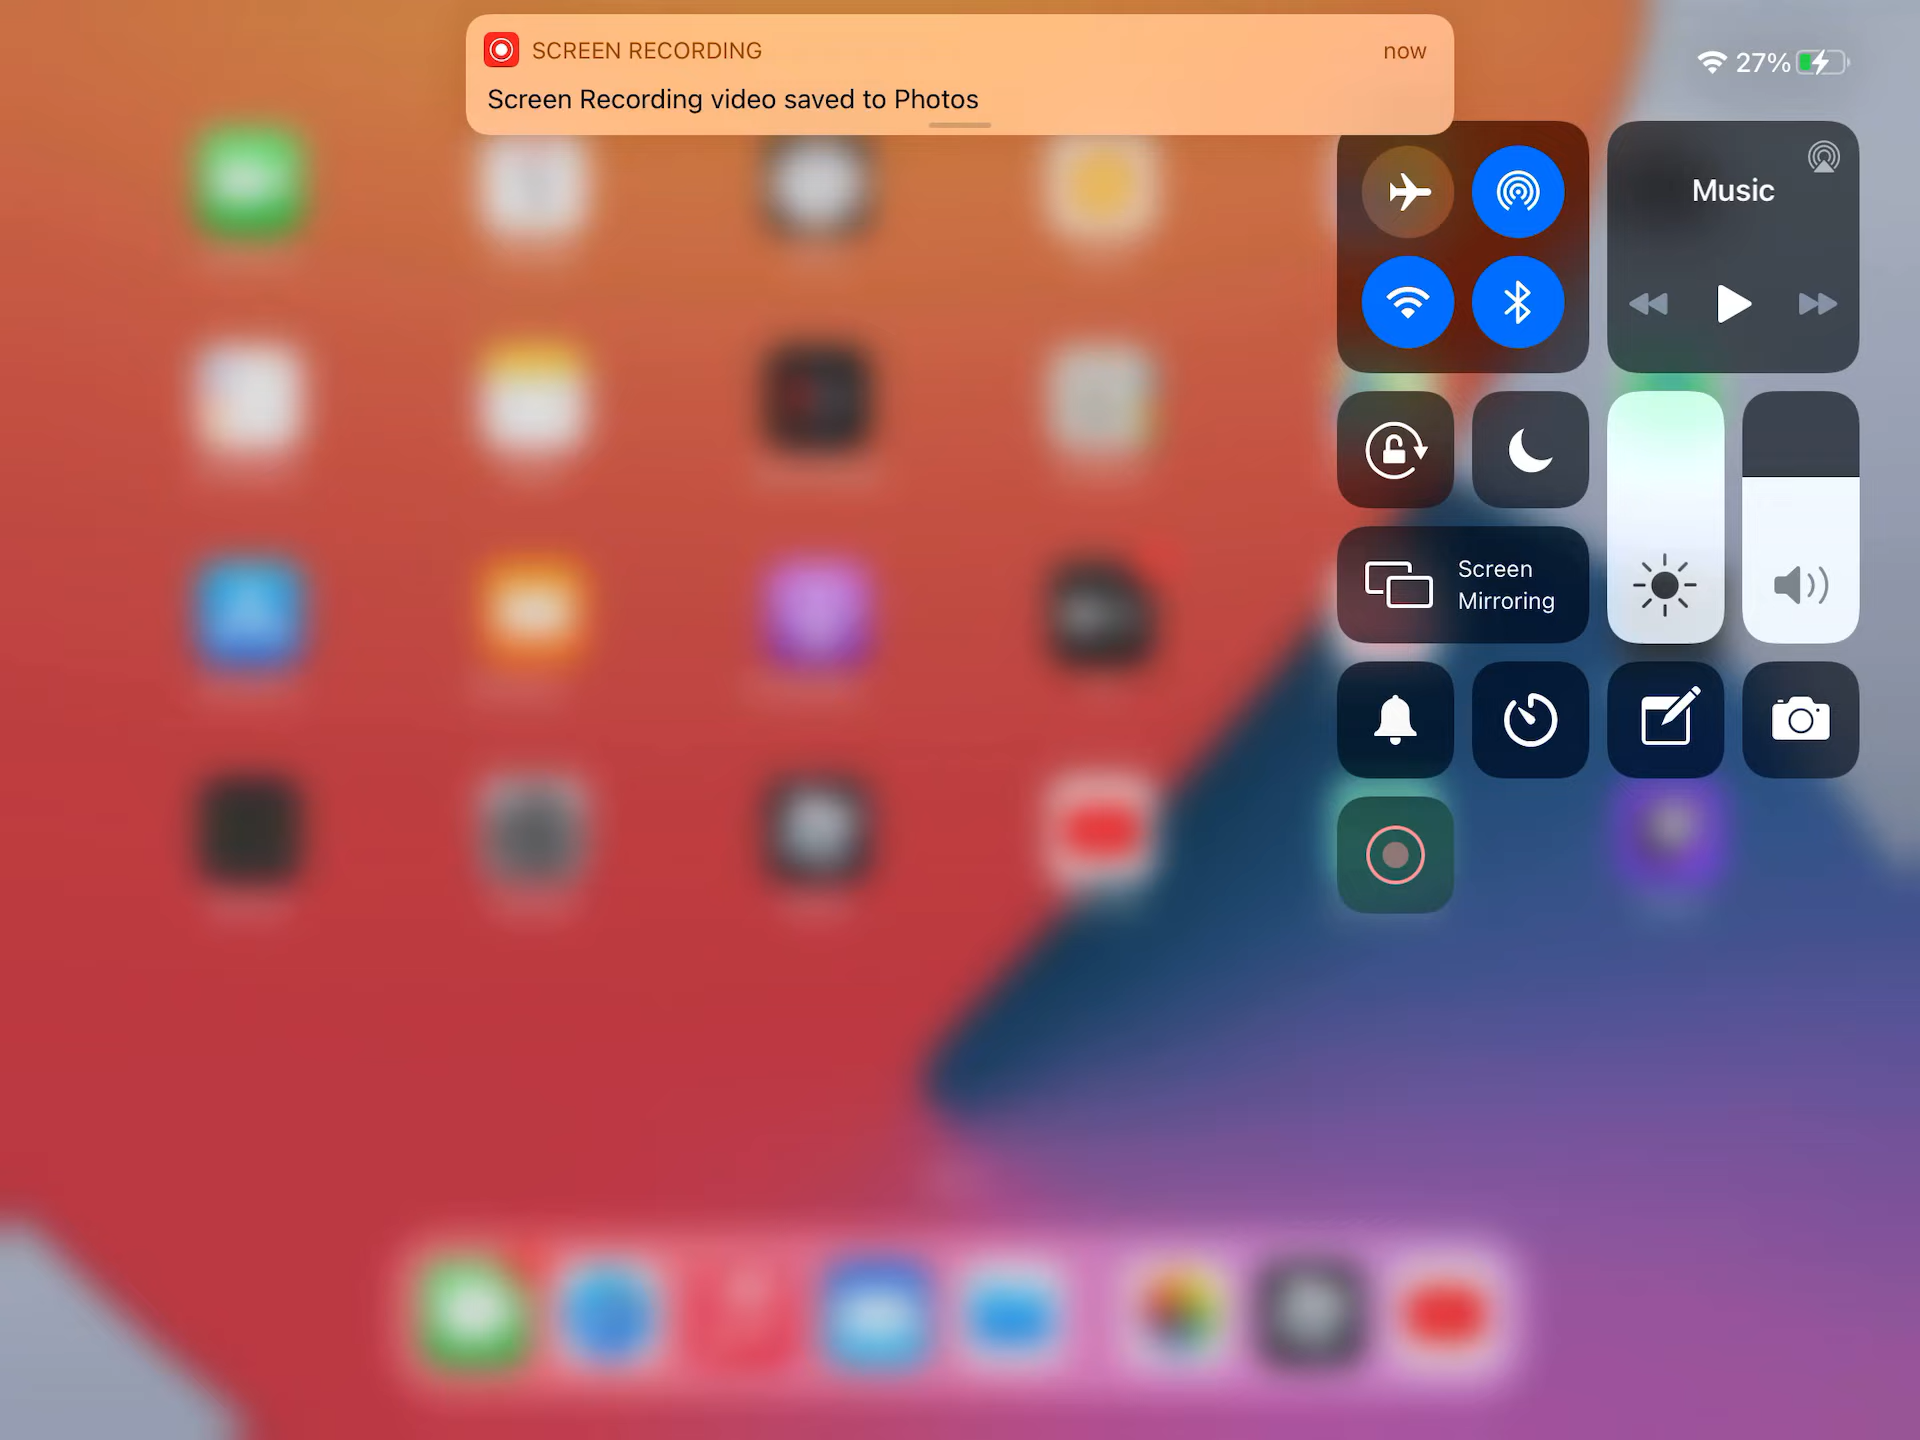 SCREEN RECORDING now
Screen Recording video saved to Photos
27%
Music
Screen
Mirroring